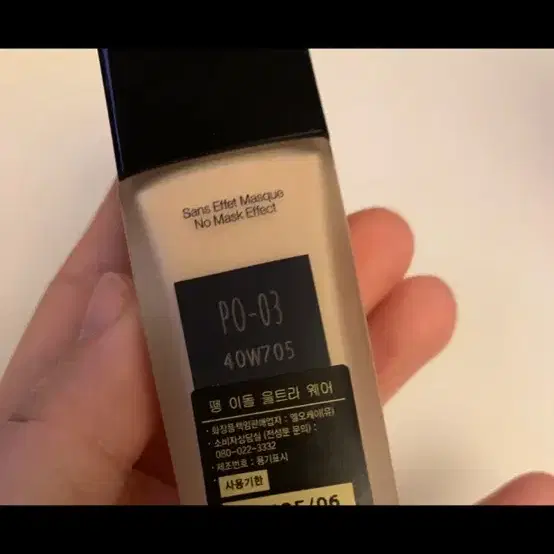 Sans Effet Masque
No Mask Effect
PO-03
40W705
뗑 이돌 울트라 웨어
· 화장품책임판매업자 : 엘오케이(유)
· 소비자상담실 (전성분 문의) :
080-022-3332
· 제조번호 : 용기표시
사용기한